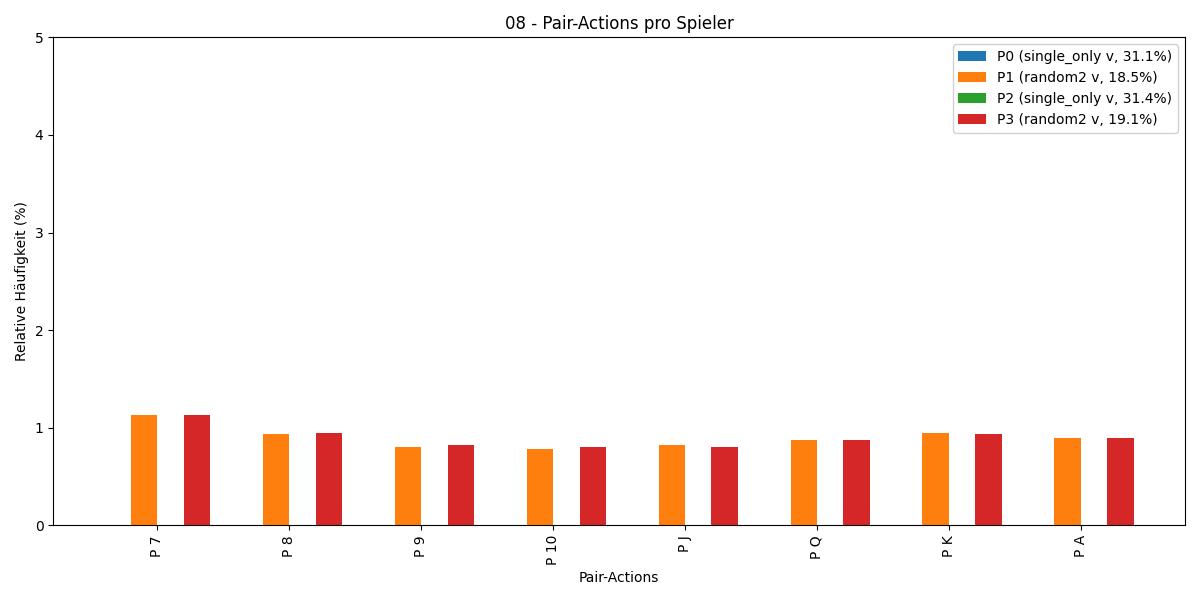 08 - Pair-Actions pro Spieler
P0 (single_only v, 31.1%)
P1 (random2 v, 18.5%)
P2 (single_only v, 31.4%)
P3 (random2 v, 19.1%)
Relative Häufigkeit (%)
5
4
3
2
1
0
P 7
P 8
P 9
P 10
P J
P Q
P K
P A
Pair-Actions